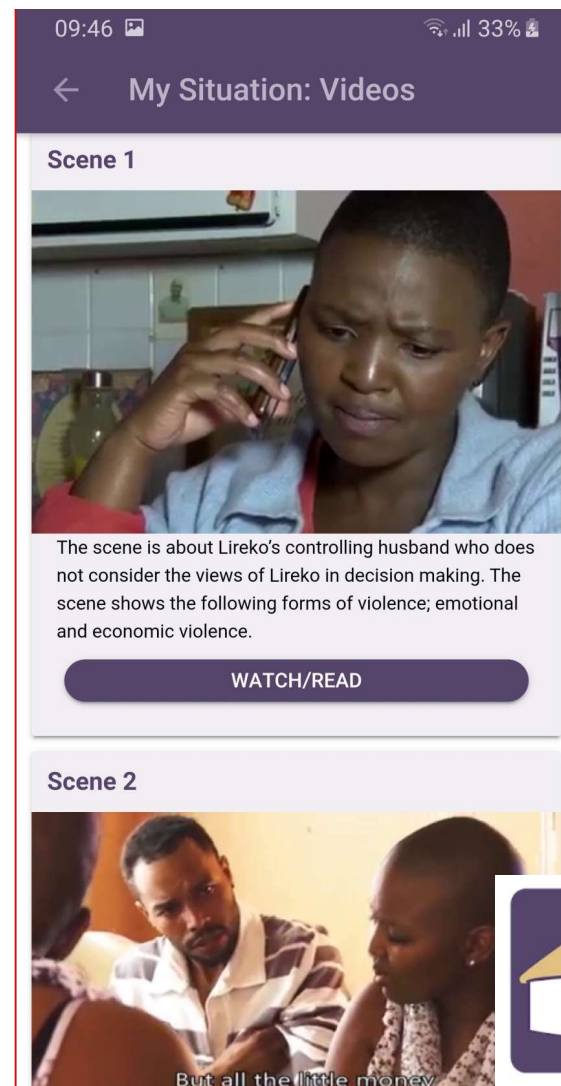 09:46 33%
My Situation: Videos
Scene 1
The scene is about Lireko's controlling husband who does
not consider the views of Lireko in decision making. The
scene shows the following forms of violence; emotional
and economic violence.
WATCH/READ
Scene 2
But all the little money